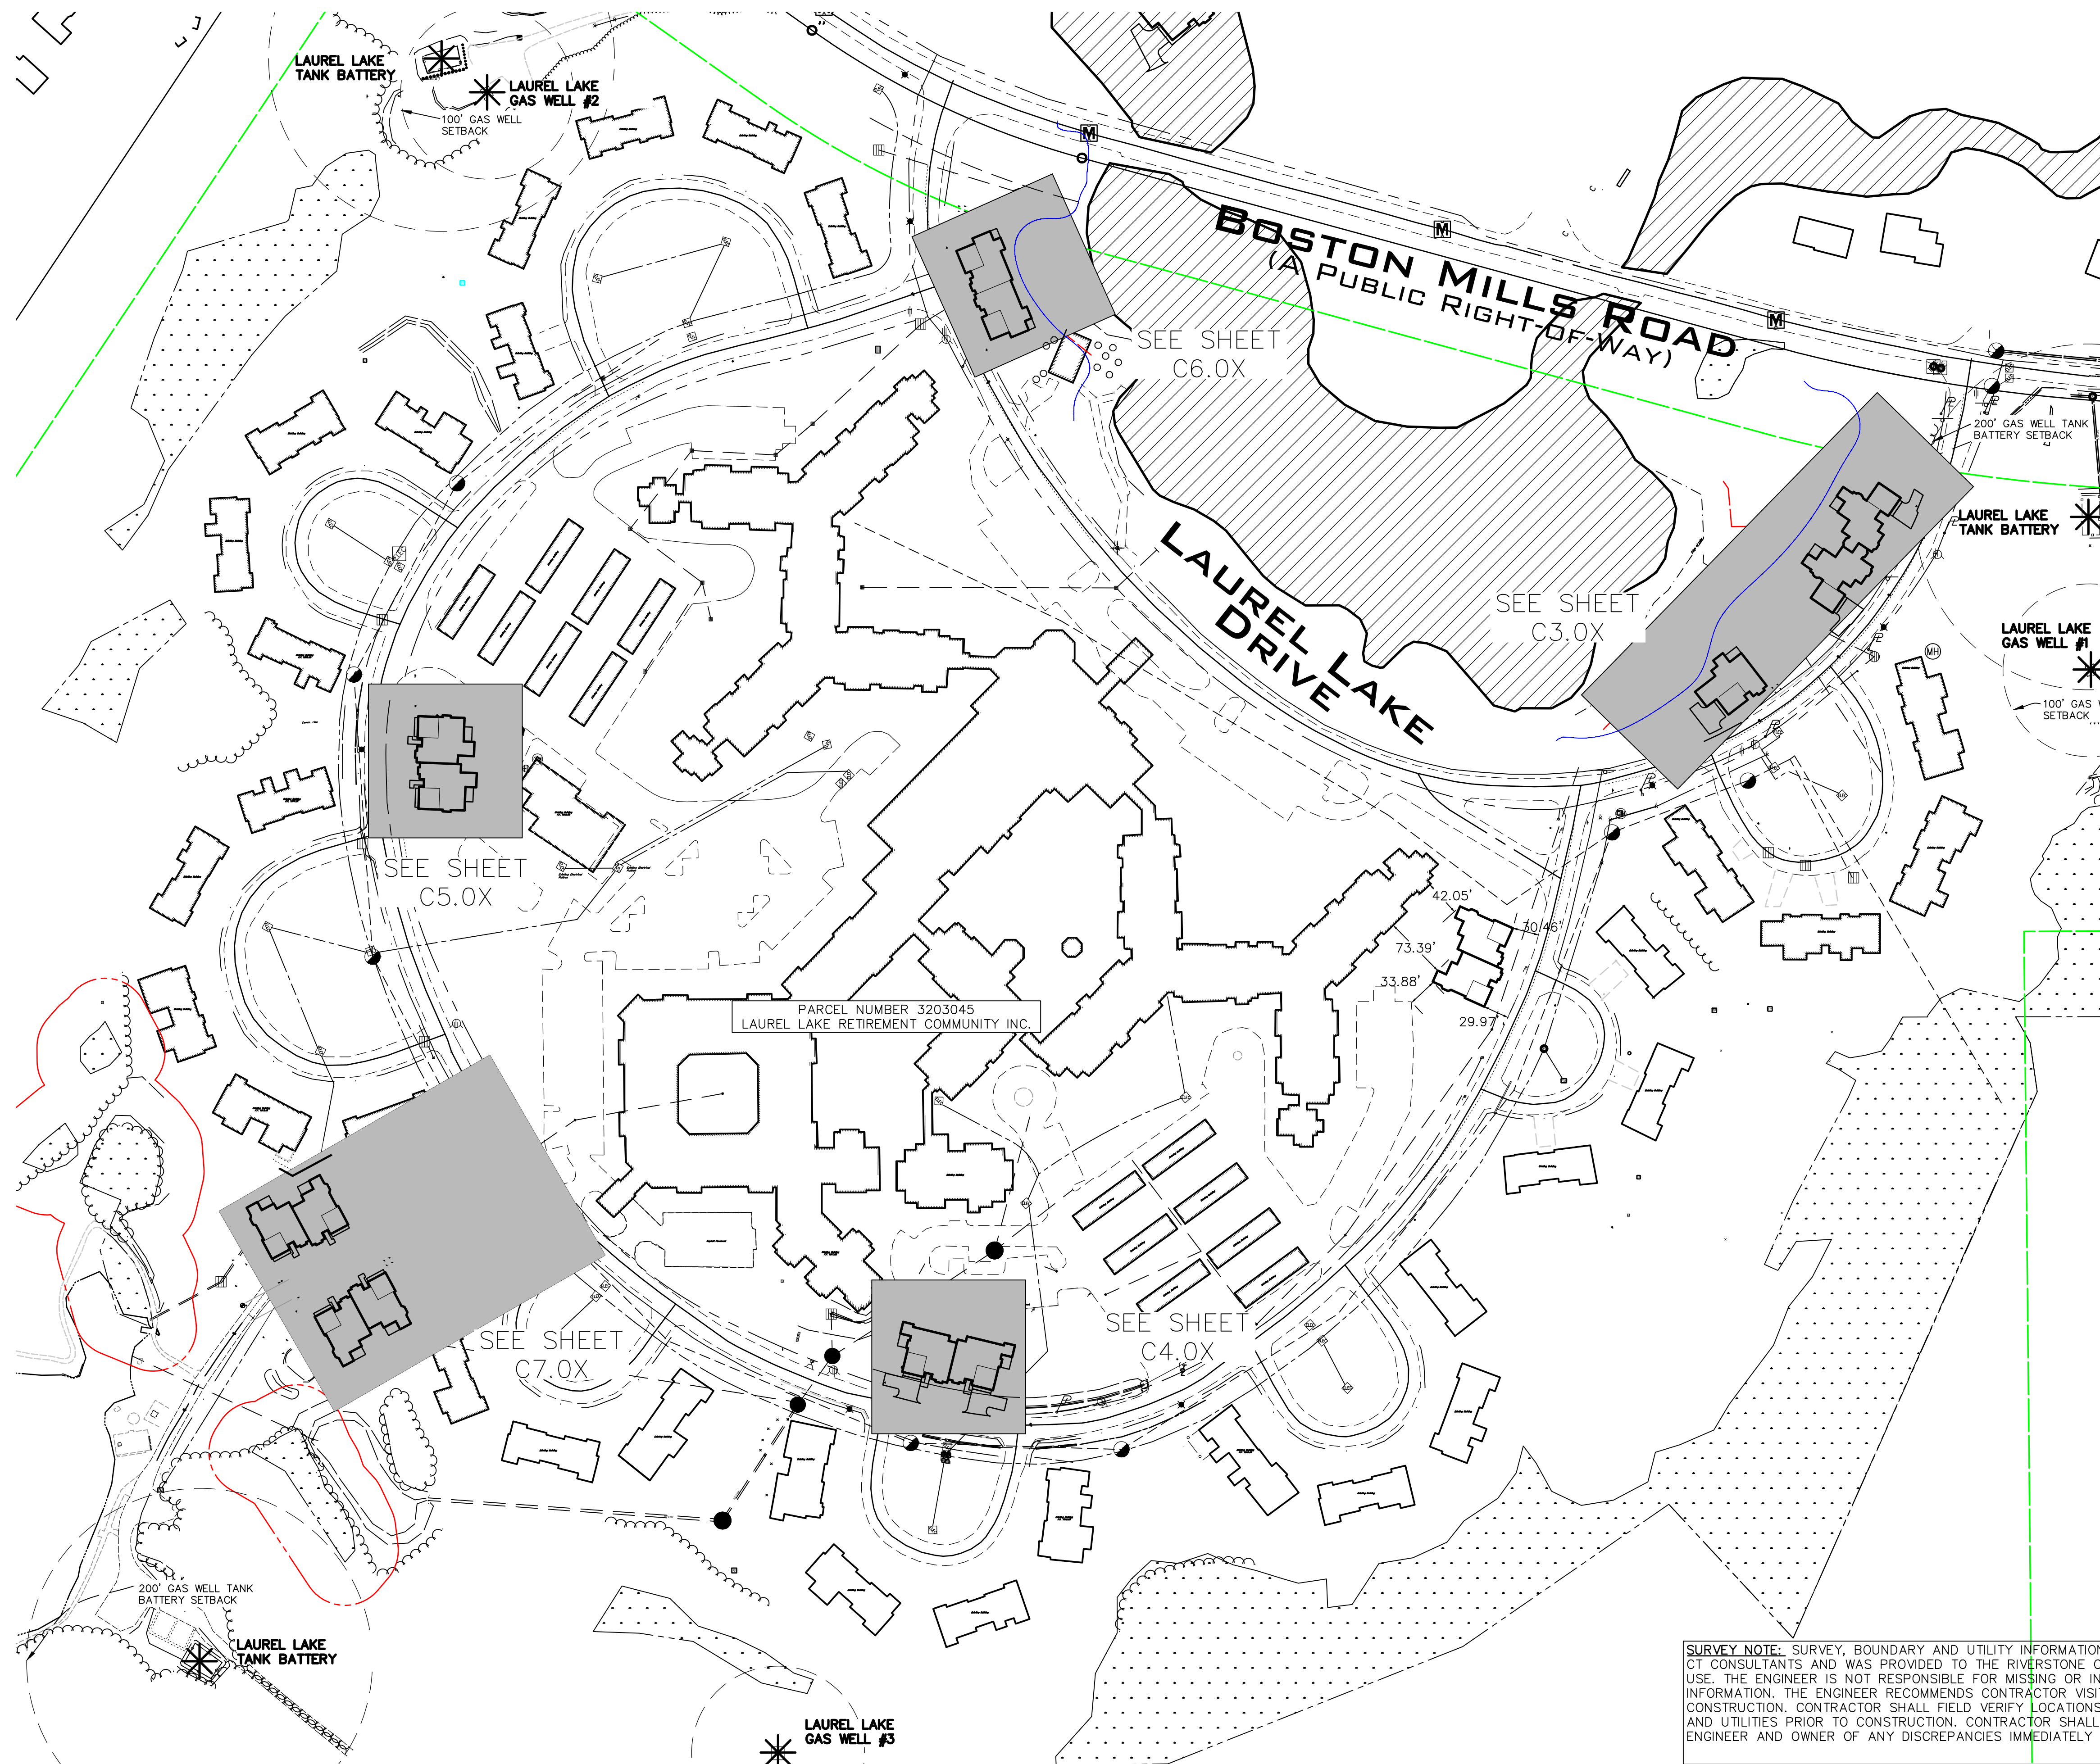 LAUREL LAKE
TANK BATTERY
LAUREL LAKE
GAS WELL #2
100' GAS WELL
SETBACK
M
M
M
BOSTON MILLS ROAD
(A PUBLIC RIGHT-OF-WAY)
SEE SHEET
C6.0X
200' GAS WELL TANK
BATTERY SETBACK
LAUREL LAKE
TANK BATTERY
LAUREL LAKE
DRIVE
SEE SHEET
C3.0X
LAUREL LAKE
GAS WELL #1
MH
100' GAS W
SETBACK
SEE SHEET
C5.0X
42.05'
30.46'
73.39'
33.88'
29.97'
PARCEL NUMBER 3203045
LAUREL LAKE RETIREMENT COMMUNITY INC.
SEE SHEET
C7.0X
SEE SHEET
C4.0X
200' GAS WELL TANK
BATTERY SETBACK
LAUREL LAKE
TANK BATTERY
LAUREL LAKE
GAS WELL #3
SURVEY NOTE: SURVEY, BOUNDARY AND UTILITY INFORMATION
CT CONSULTANTS AND WAS PROVIDED TO THE RIVERSTONE C
USE. THE ENGINEER IS NOT RESPONSIBLE FOR MISSING OR IN
INFORMATION. THE ENGINEER RECOMMENDS CONTRACTOR VISIT
CONSTRUCTION. CONTRACTOR SHALL FIELD VERIFY LOCATIONS
AND UTILITIES PRIOR TO CONSTRUCTION. CONTRACTOR SHALL
ENGINEER AND OWNER OF ANY DISCREPANCIES IMMEDIATELY